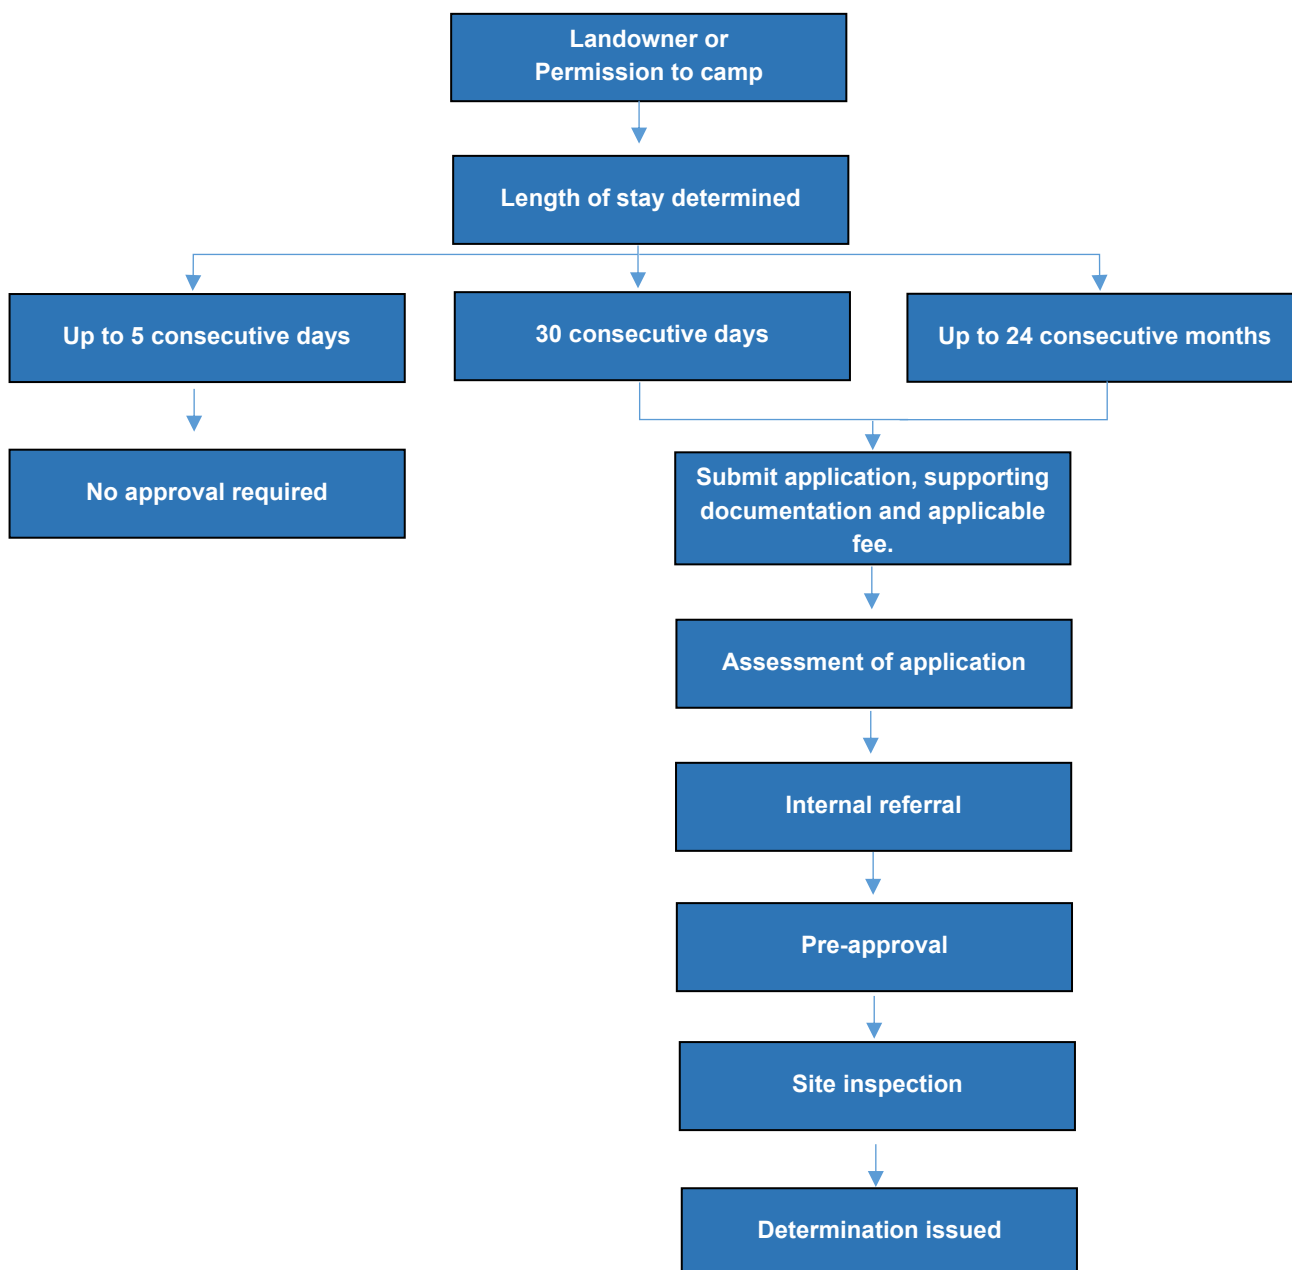 Landowner or
Permission to camp
Length of stay determined
Up to 5 consecutive days
30 consecutive days
Up to 24 consecutive months
No approval required
Submit application, supporting
documentation and applicable
fee.
Assessment of application
Internal referral
Pre-approval
Site inspection
Determination issued